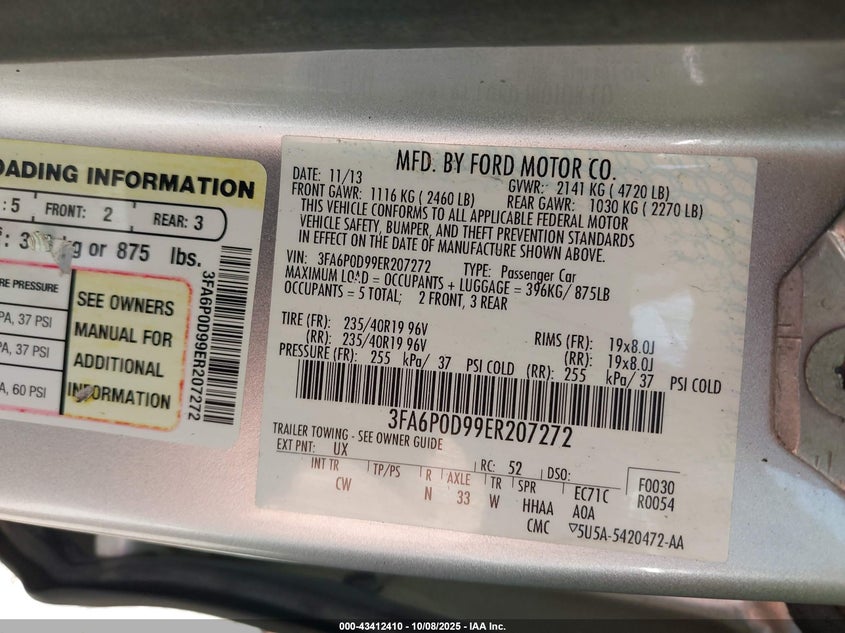 OADING INFORMATION
: 5 FRONT: 2 REAR: 3
kg or 875 lbs.
RE PRESSURE
PA, 37 PSI
PA, 37 PSI
A, 60 PSI
SEE OWNERS
MANUAL FOR
ADDITIONAL
INFORMATION
3FA6P0D99ER207272
MFD. BY FORD MOTOR CO.
DATE: 11/13 GVWR: 2141 KG ( 4720 LB)
FRONT GAWR: 1116 KG ( 2460 LB) REAR GAWR: 1030 KG ( 2270 LB)
THIS VEHICLE CONFORMS TO ALL APPLICABLE FEDERAL MOTOR
VEHICLE SAFETY, BUMPER, AND THEFT PREVENTION STANDARDS
IN EFFECT ON THE DATE OF MANUFACTURE SHOWN ABOVE.
VIN: 3FA6P0D99ER207272 TYPE: Passenger Car
MAXIMUM LOAD = OCCUPANTS + LUGGAGE = 396KG/ 875LB
OCCUPANTS = 5 TOTAL; 2 FRONT, 3 REAR
TIRE (FR): 235/40R19 96V RIMS (FR): 19x8.0J
(RR): 235/40R19 96V (RR): 19x8.0J
PRESSURE (FR): 255 kPa/ 37 PSI COLD (RR): 255 kPa/ 37 PSI COLD
3FA6P0D99ER207272
TRAILER TOWING - SEE OWNER GUIDE
EXT PNT: UX RC: 52 DSO: F0030
INT TR TP/PS R AXLE TR SPR EC71C R0054
CW N 33 W HHAA A0A
CMC ▽5U5A-5420472-AA
000-43412410 - 10/08/2025 - IAA Inc.